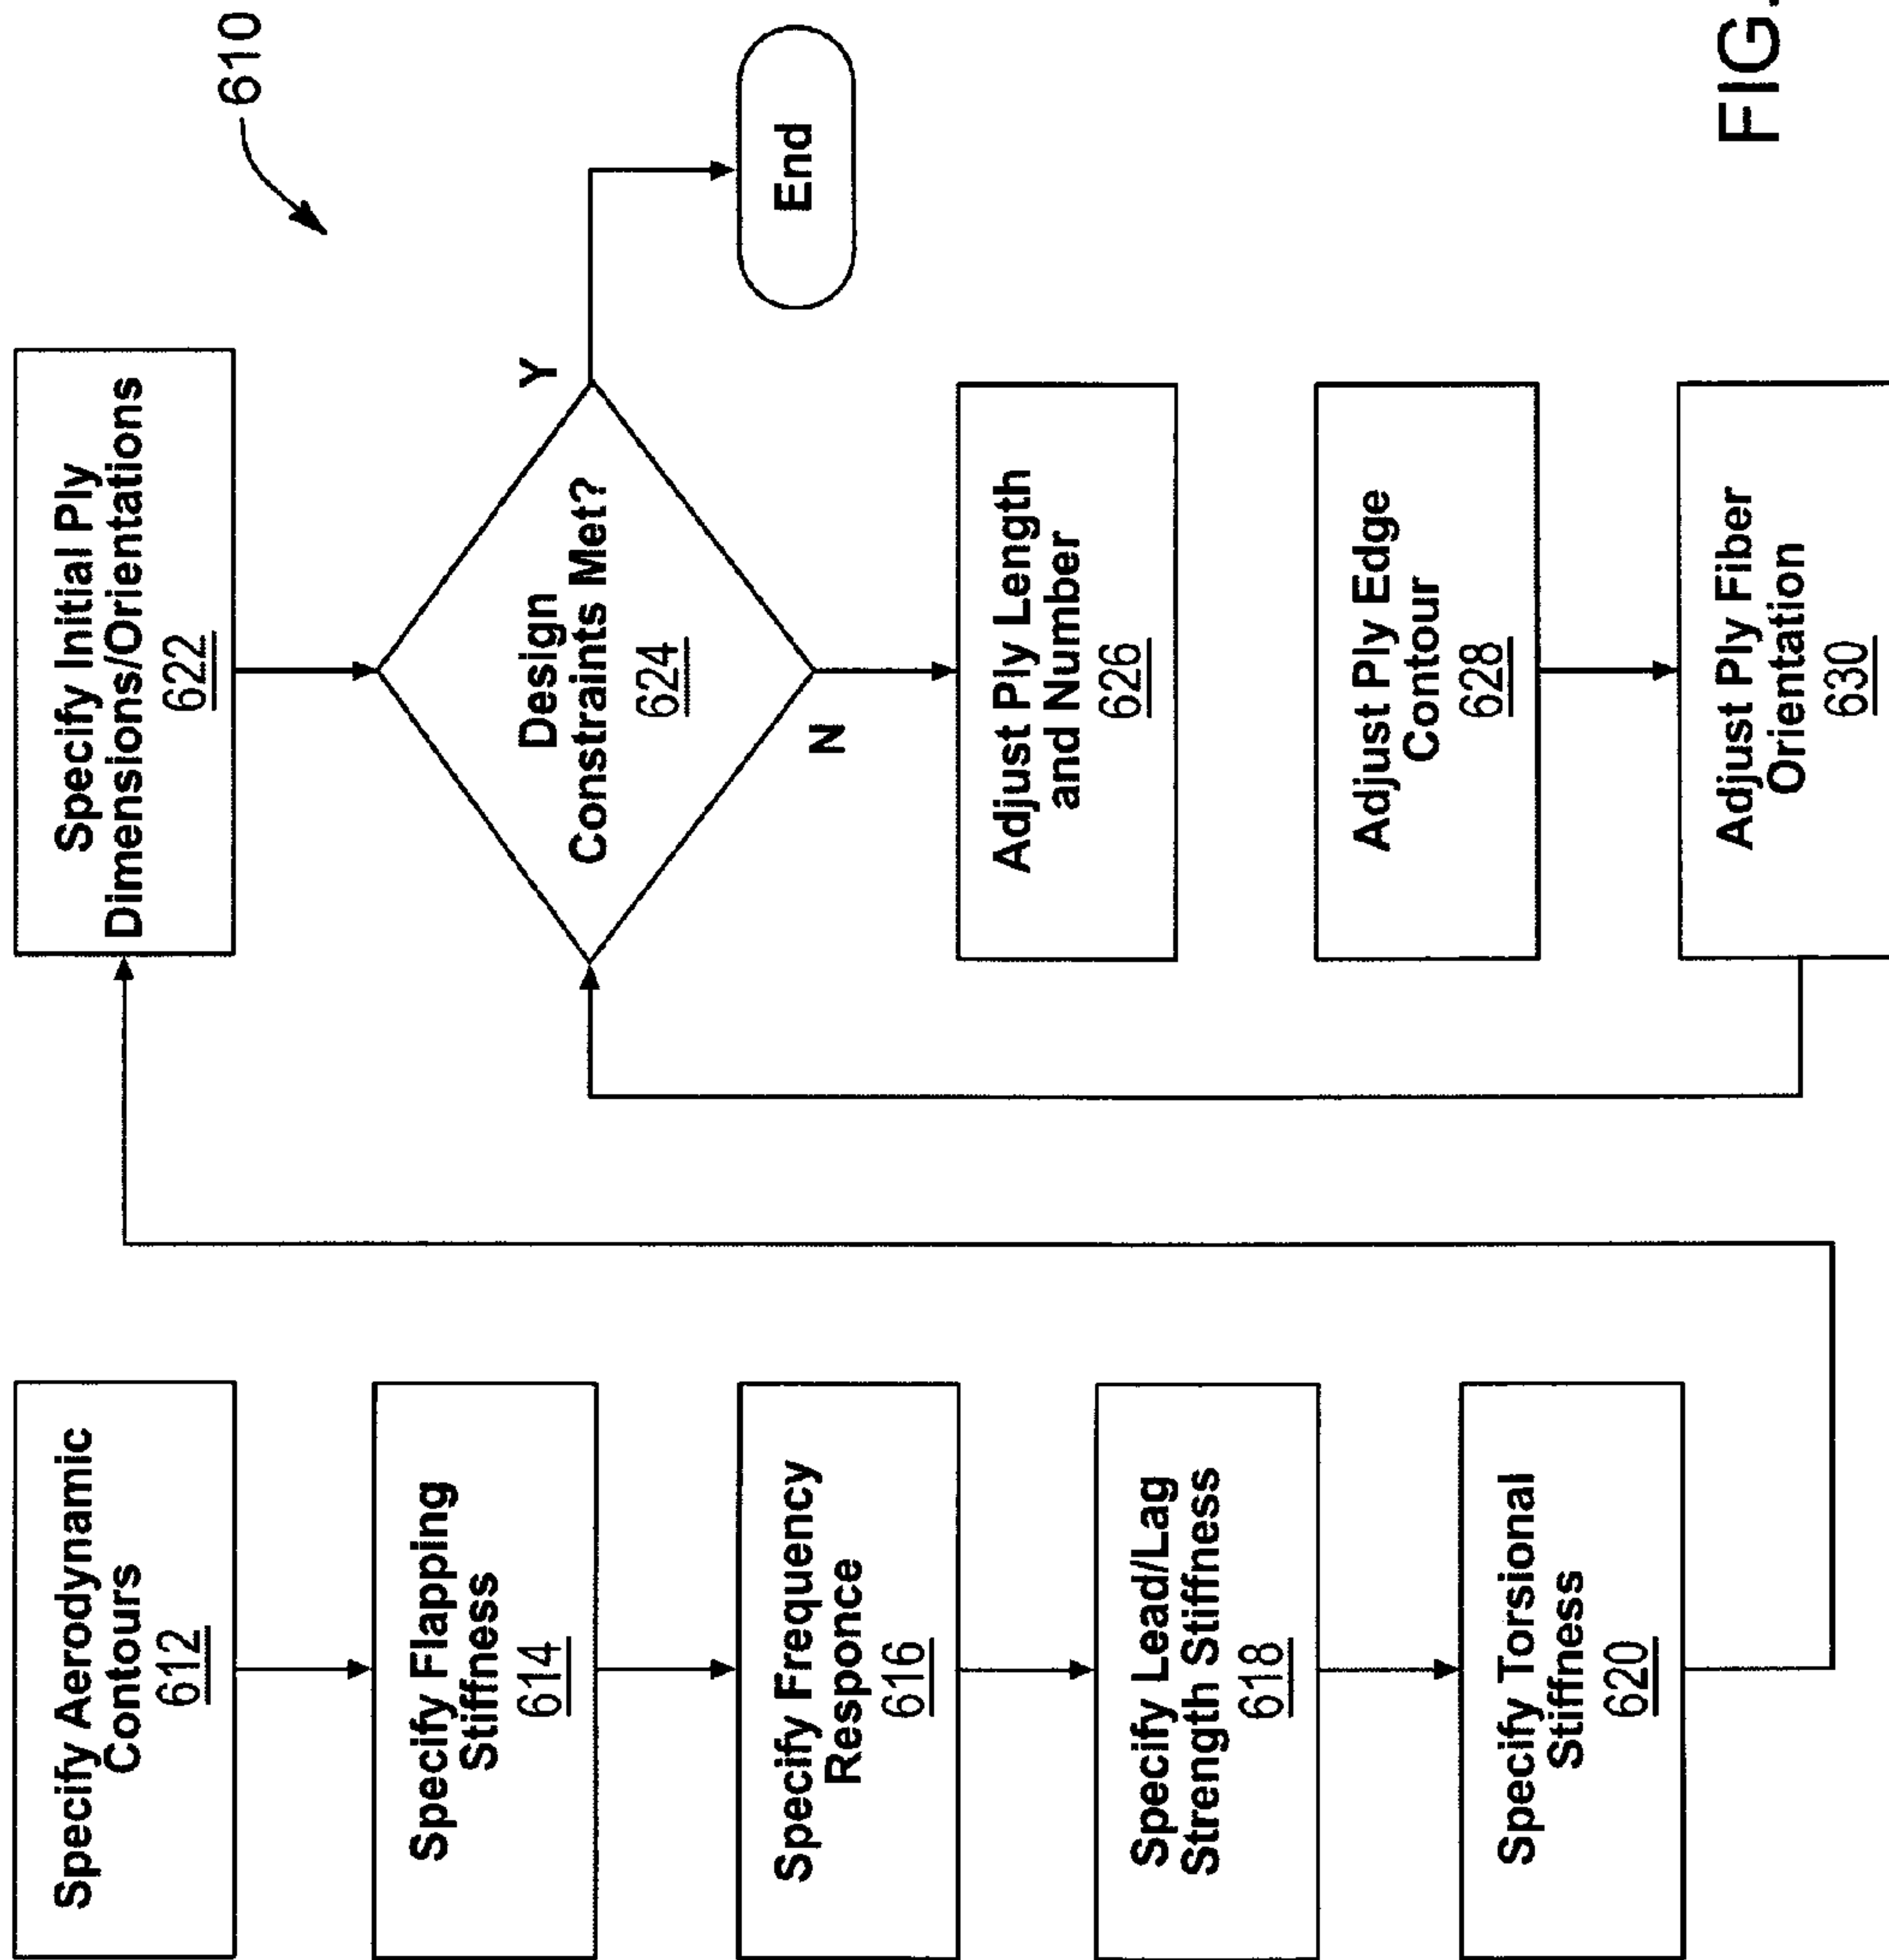 610
Specify Aerodynamic
Contours
612
Specify Flapping
Stiffness
614
Specify Frequency
Responce
616
Specify Lead/Lag
Strength Stiffness
618
Specify Torsional
Stiffness
620
Specify Initial Ply
Dimensions/Orientations
622
Design
Constraints Met?
624
Y
N
End
Adjust Ply Length
and Number
626
Adjust Ply Edge
Contour
628
Adjust Ply Fiber
Orientation
630
FIG.